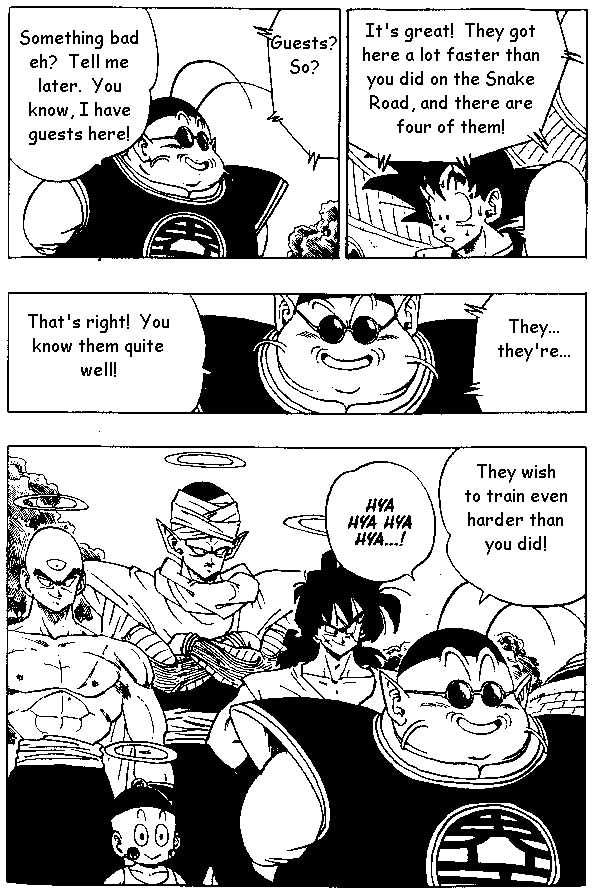 Something bad
eh? Tell me
later. You
know, I have
guests here!
Guests?
So?
It's great! They got
here a lot faster than
you did on the Snake
Road, and there are
four of them!
That's right! You
know them quite
well!
They...
they're...
HYA
HYA HYA
HYA...!
They wish
to train even
harder than
you did!